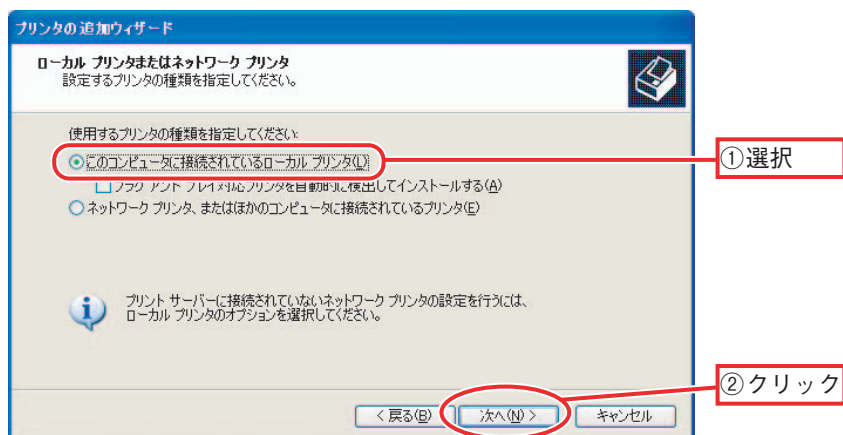 プリンタの追加ウィザード
ローカル プリンタまたはネットワーク プリンタ
設定するプリンタの種類を指定してください。
使用するプリンタの種類を指定してください:
このコンピュータに接続されているローカル プリンタ(L)
①選択
プラグ アンド プレイ対応プリンタを自動的に検出してインストールする(A)
ネットワーク プリンタ、またはほかのコンピュータに接続されているプリンタ(E)
プリント サーバーに接続されていないネットワーク プリンタの設定を行うには、
ローカル プリンタのオプションを選択してください。
②クリック
< 戻る(B)
次へ(N) >
キャンセル